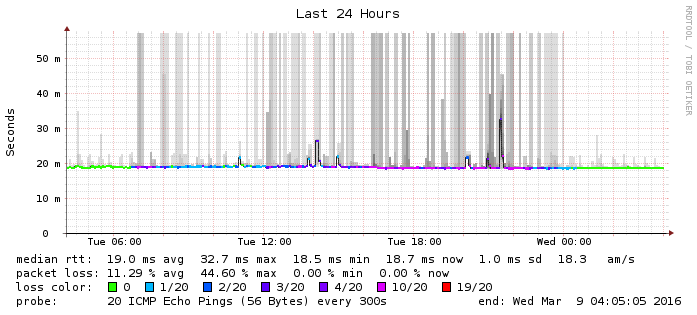 Last 24 Hours
RRDTOOL / TOBI OETIKER
Seconds
50 m
40 m
30 m
20 m
10 m
0
Tue 06:00 Tue 12:00 Tue 18:00 Wed 00:00
median rtt: 19.0 ms avg 32.7 ms max 18.5 ms min 18.7 ms now 1.0 ms sd 18.3 am/s
packet loss: 11.29 % avg 44.60 % max 0.00 % min 0.00 % now
loss color: 0 1/20 2/20 3/20 4/20 10/20 19/20
probe: 20 ICMP Echo Pings (56 Bytes) every 300s end: Wed Mar 9 04:05:05 2016